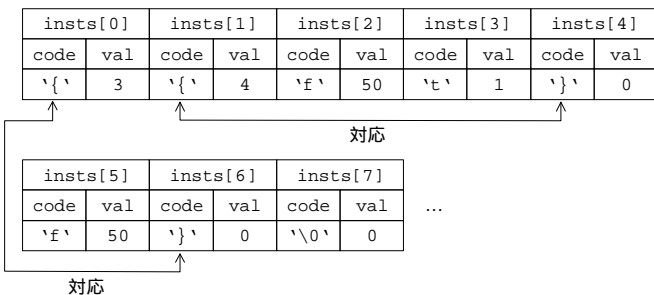 insts[0] insts[1] insts[2] insts[3] insts[4]
code val code val code val code val code val
‵{‵ 3 ‵{‵ 4 ‵f‵ 50 ‵t‵ 1 ‵}‵ 0
対応
insts[5] insts[6] insts[7]
code val code val code val …
‵f‵ 50 ‵}‵ 0 ‵\0‵ 0
対応